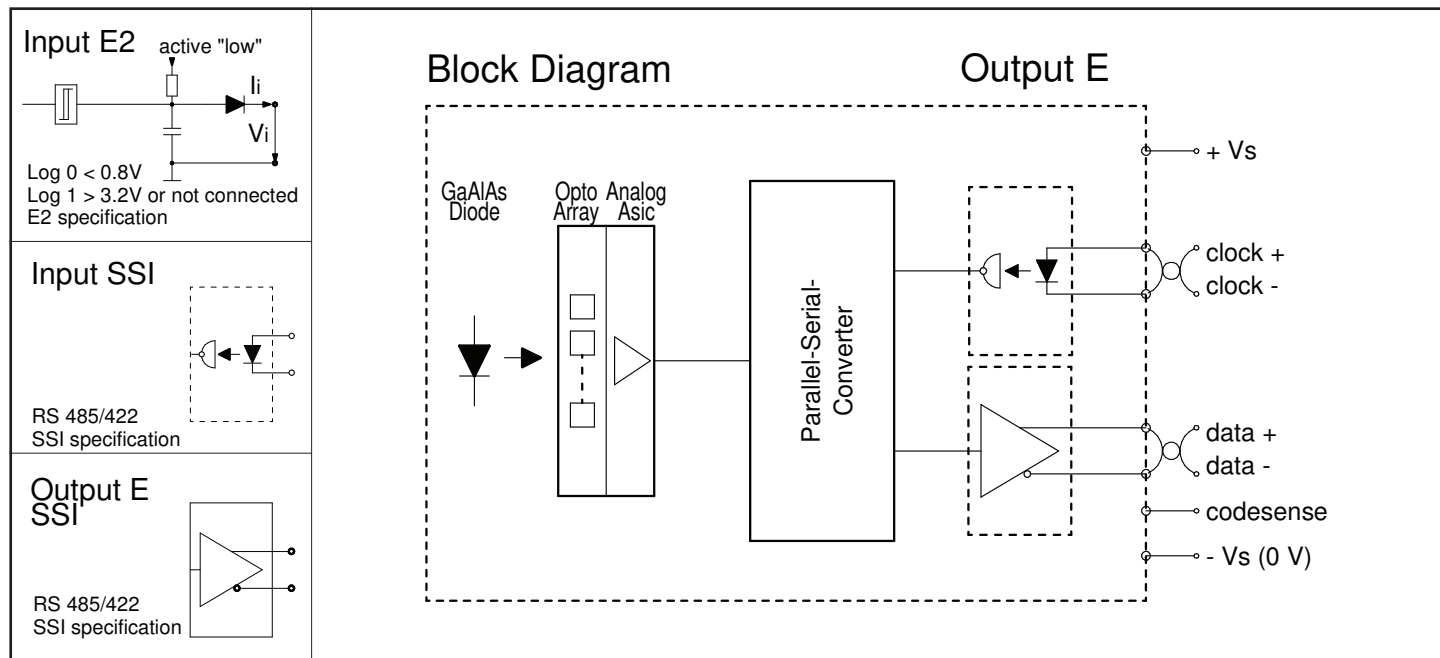 Input E2
active "low"
Ii
Vi
Log 0 < 0.8V
Log 1 > 3.2V or not connected
E2 specification
Input SSI
RS 485/422
SSI specification
Output E
SSI
RS 485/422
SSI specification
Block Diagram
Output E
GaAlAs
Diode
Opto
Array
Analog
Asic
Parallel-Serial-
Converter
+ Vs
clock +
clock -
data +
data -
codesense
- Vs (0 V)